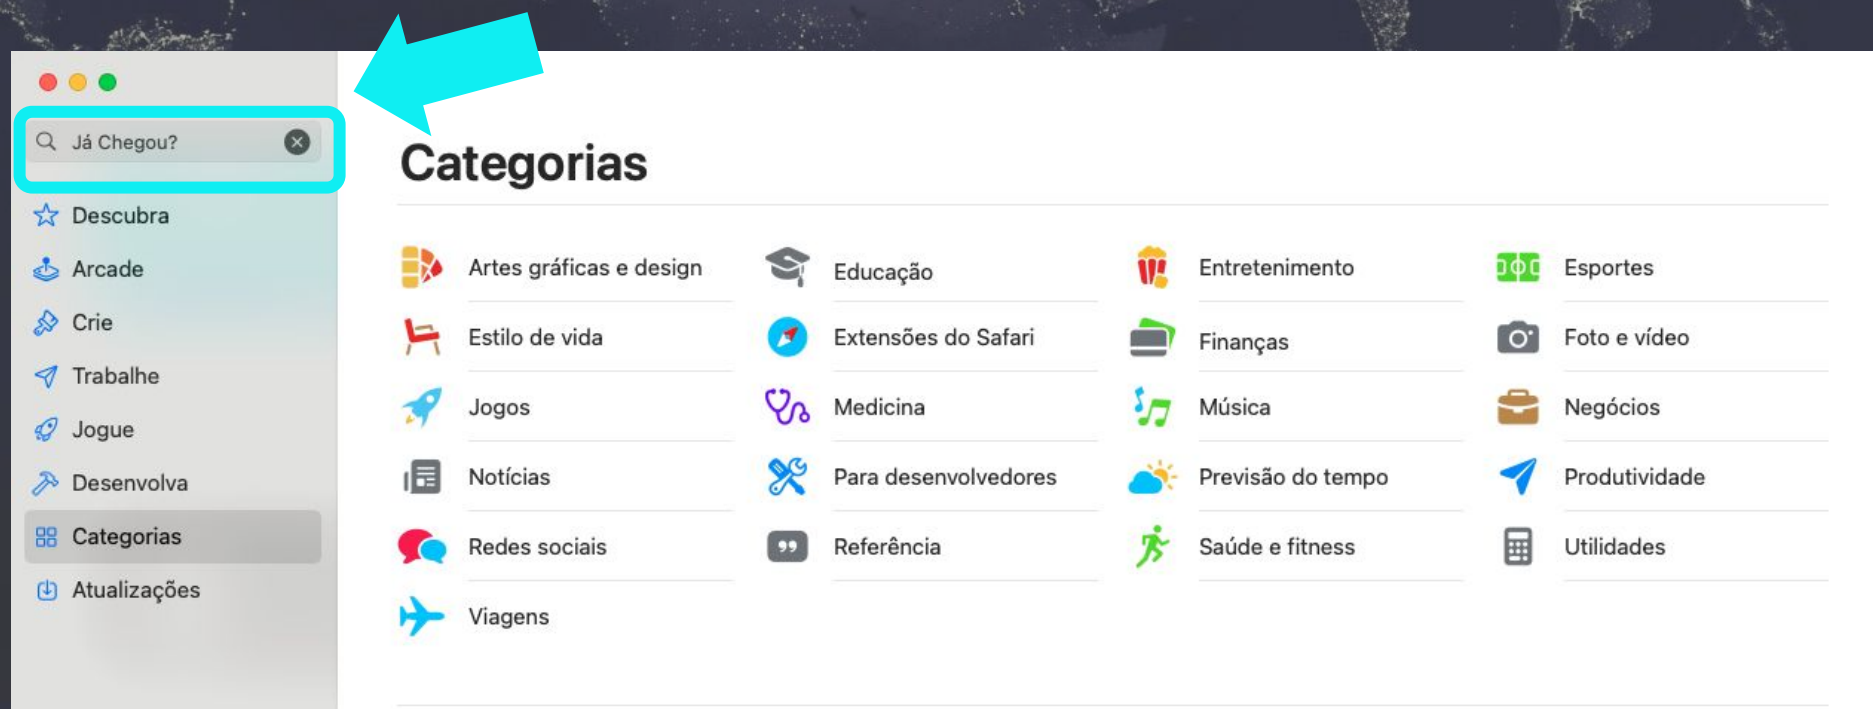 Já Chegou?
Descubra
Arcade
Crie
Trabalhe
Jogue
Desenvolva
Categorias
Atualizações
Categorias
Artes gráficas e design
Educação
Entretenimento
Esportes
Estilo de vida
Extensões do Safari
Finanças
Foto e vídeo
Jogos
Medicina
Música
Negócios
Notícias
Para desenvolvedores
Previsão do tempo
Produtividade
Redes sociais
Referência
Saúde e fitness
Utilidades
Viagens